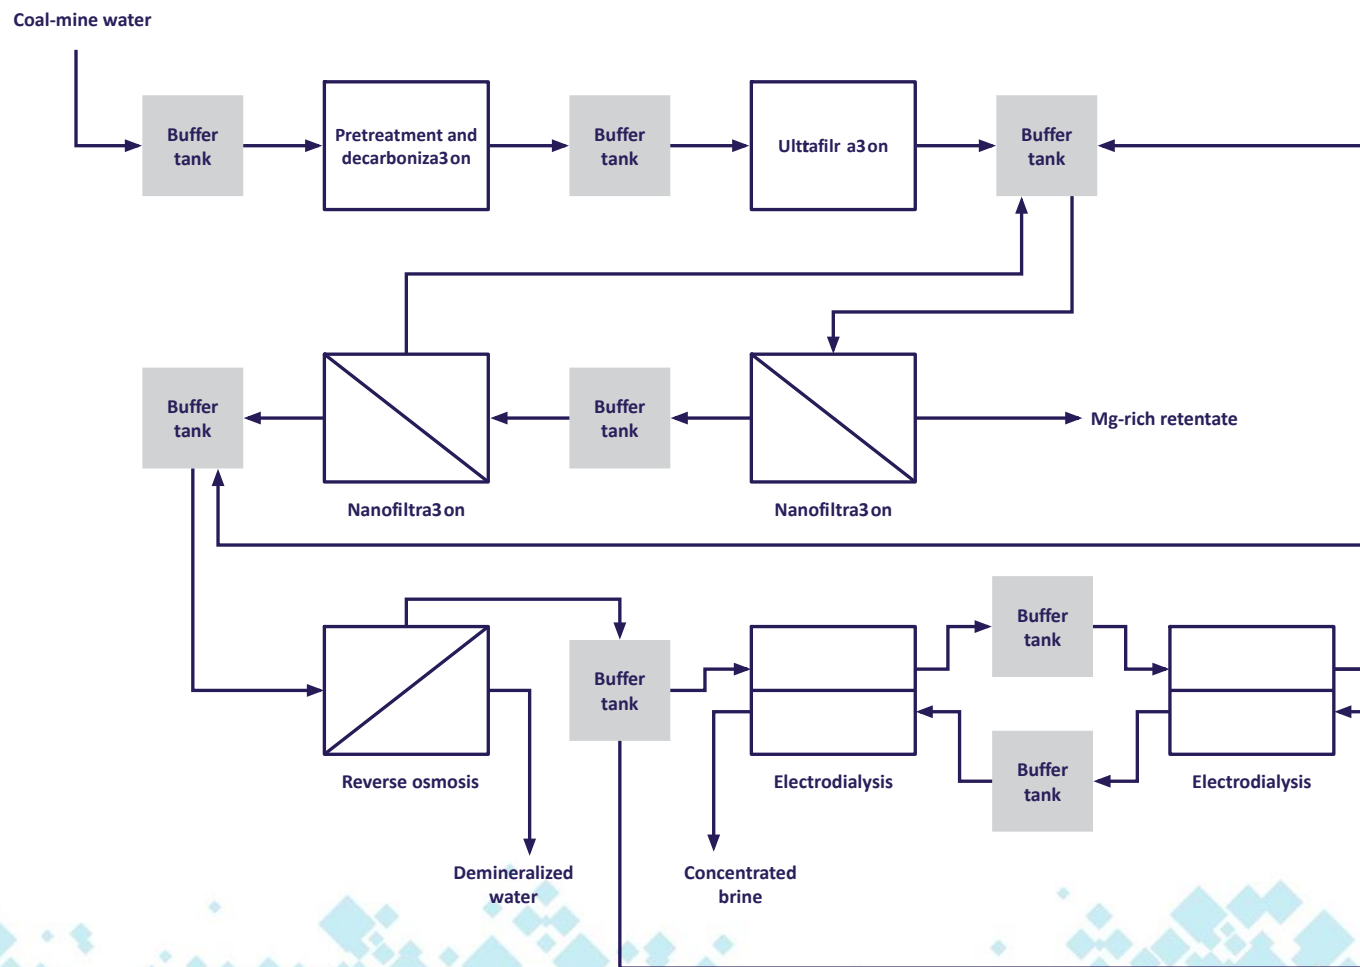 Coal-mine water
Buffer
tank
Pretreatment and
decarboniza3on
Buffer
tank
Ulttafilr a3on
Buffer
tank
Buffer
tank
Nanofiltra3on
Buffer
tank
Nanofiltra3on
Mg-rich retentate
Reverse osmosis
Demineralized
water
Buffer
tank
Electrodialysis
Concentrated
brine
Buffer
tank
Buffer
tank
Electrodialysis